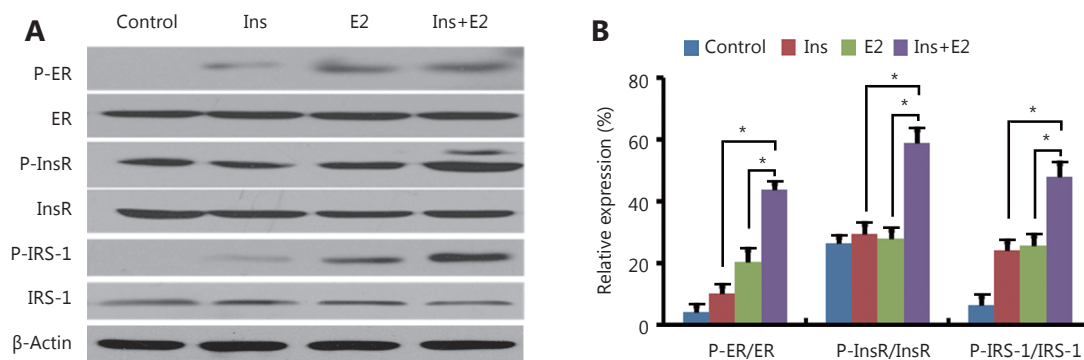 A
Control Ins E2 Ins+E2
P-ER
ER
P-InsR
InsR
P-IRS-1
IRS-1
β-Actin
B
Control Ins E2 Ins+E2
Relative expression (%)
80
60
40
20
0
* * * * * *
P-ER/ER P-InsR/InsR P-IRS-1/IRS-1